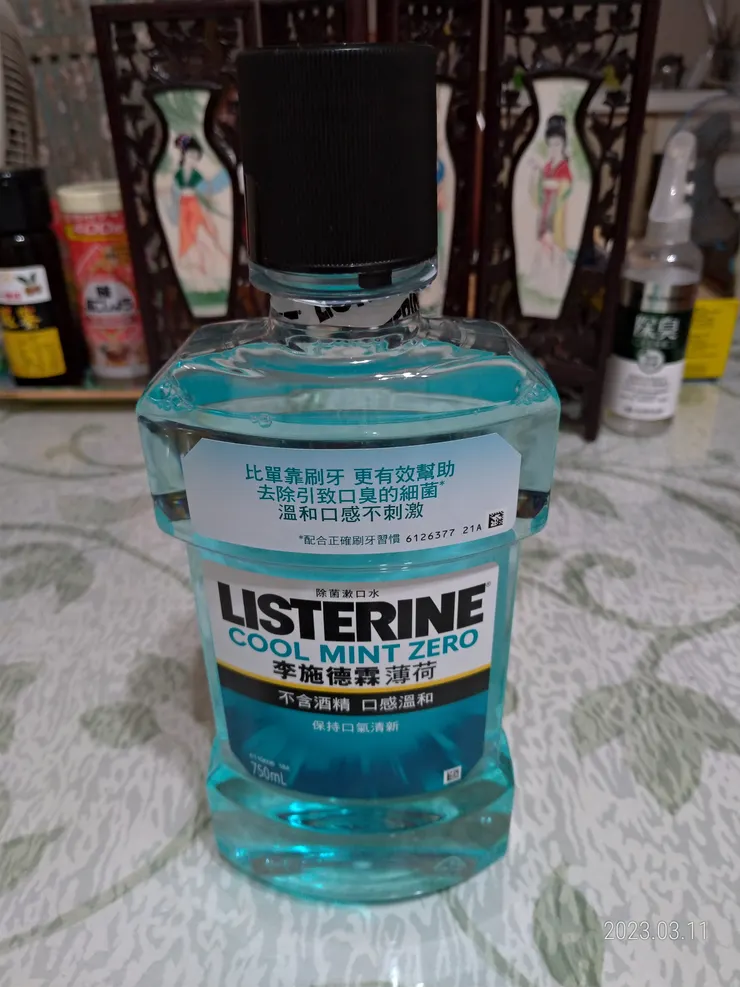 比單靠刷牙 更有效幫助
去除引致口臭的細菌*
溫和口感不刺激
*配合正確刷牙習慣 6126377 21A
除菌漱口水
LISTERINE®
COOL MINT ZERO
李施德霖薄荷
不含酒精 口感溫和
保持口氣清新
750mL
2023.03.11